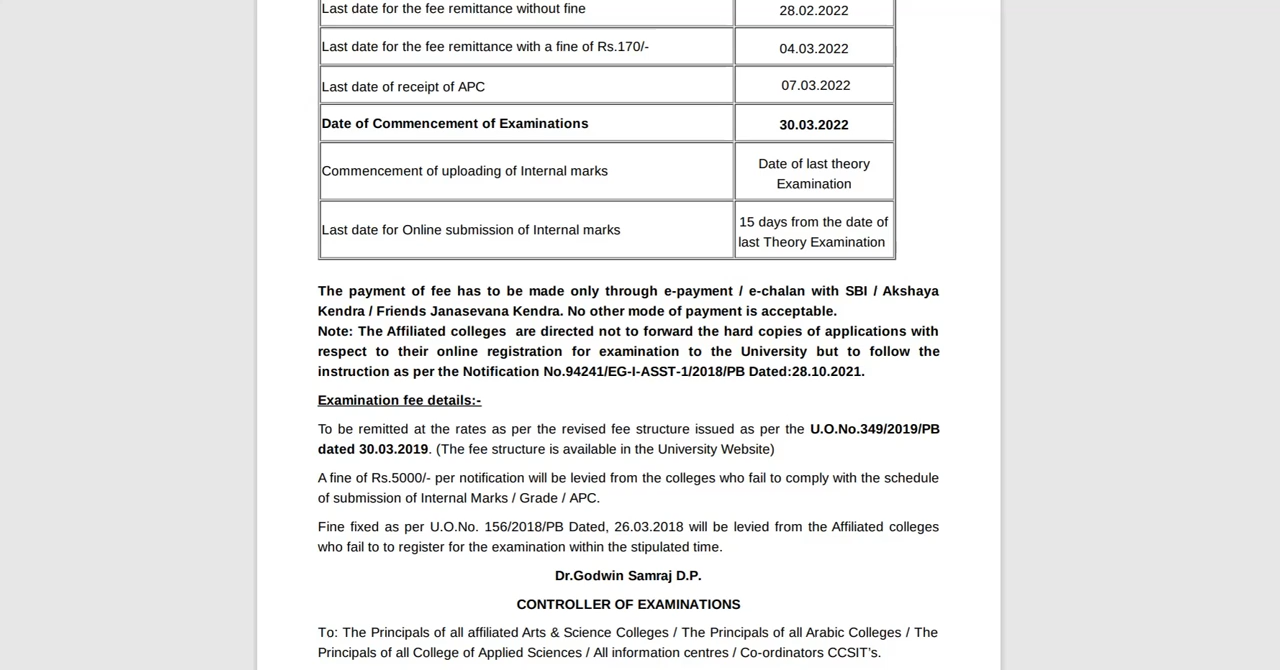 Last date for the fee remittance without fine 28.02.2022
Last date for the fee remittance with a fine of Rs.170/- 04.03.2022
Last date of receipt of APC 07.03.2022
Date of Commencement of Examinations 30.03.2022
Commencement of uploading of Internal marks Date of last theory
Examination
Last date for Online submission of Internal marks 15 days from the date of
last Theory Examination
The payment of fee has to be made only through e-payment / e-chalan with SBI / Akshaya
Kendra / Friends Janasevana Kendra. No other mode of payment is acceptable.
Note: The Affiliated colleges are directed not to forward the hard copies of applications with
respect to their online registration for examination to the University but to follow the
instruction as per the Notification No.94241/EG-I-ASST-1/2018/PB Dated:28.10.2021.
Examination fee details:-
To be remitted at the rates as per the revised fee structure issued as per the U.O.No.349/2019/PB
dated 30.03.2019. (The fee structure is available in the University Website)
A fine of Rs.5000/- per notification will be levied from the colleges who fail to comply with the schedule
of submission of Internal Marks / Grade / APC.
Fine fixed as per U.O.No. 156/2018/PB Dated, 26.03.2018 will be levied from the Affiliated colleges
who fail to to register for the examination within the stipulated time.
Dr.Godwin Samraj D.P.
CONTROLLER OF EXAMINATIONS
To: The Principals of all affiliated Arts & Science Colleges / The Principals of all Arabic Colleges / The
Principals of all College of Applied Sciences / All information centres / Co-ordinators CCSIT's.